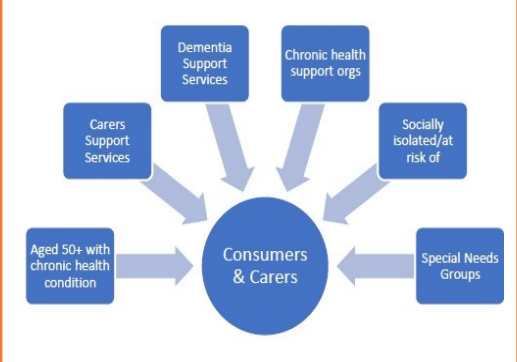 Dementia
Support
Services
Chronic health
support orgs
Carers
Support
Services
Socially
isolated/at
risk of
Aged 50+ with
chronic health
condition
Consumers
& Carers
Special Needs
Groups